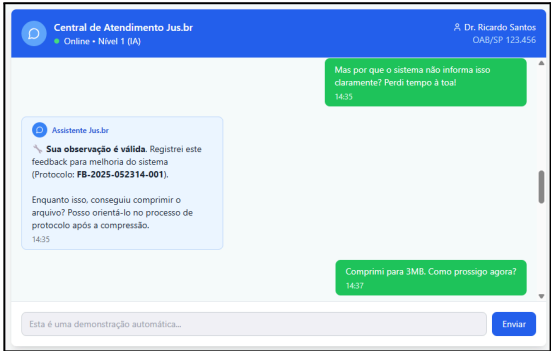 Central de Atendimento Jus.br
Online • Nível 1 (IA)
Dr. Ricardo Santos
OAB/SP 123.456
Mas por que o sistema não informa isso
claramente? Perdi tempo à toa!
14:35
Assistente Jus.br
Sua observação é válida. Registrei este
feedback para melhoria do sistema
(Protocolo: FB-2025-052314-001).
Enquanto isso, conseguiu comprimir o
arquivo? Posso orientá-lo no processo de
protocolo após a compressão.
14:35
Comprimi para 3MB. Como prossigo agora?
14:37
Esta é uma demonstração automática...
Enviar